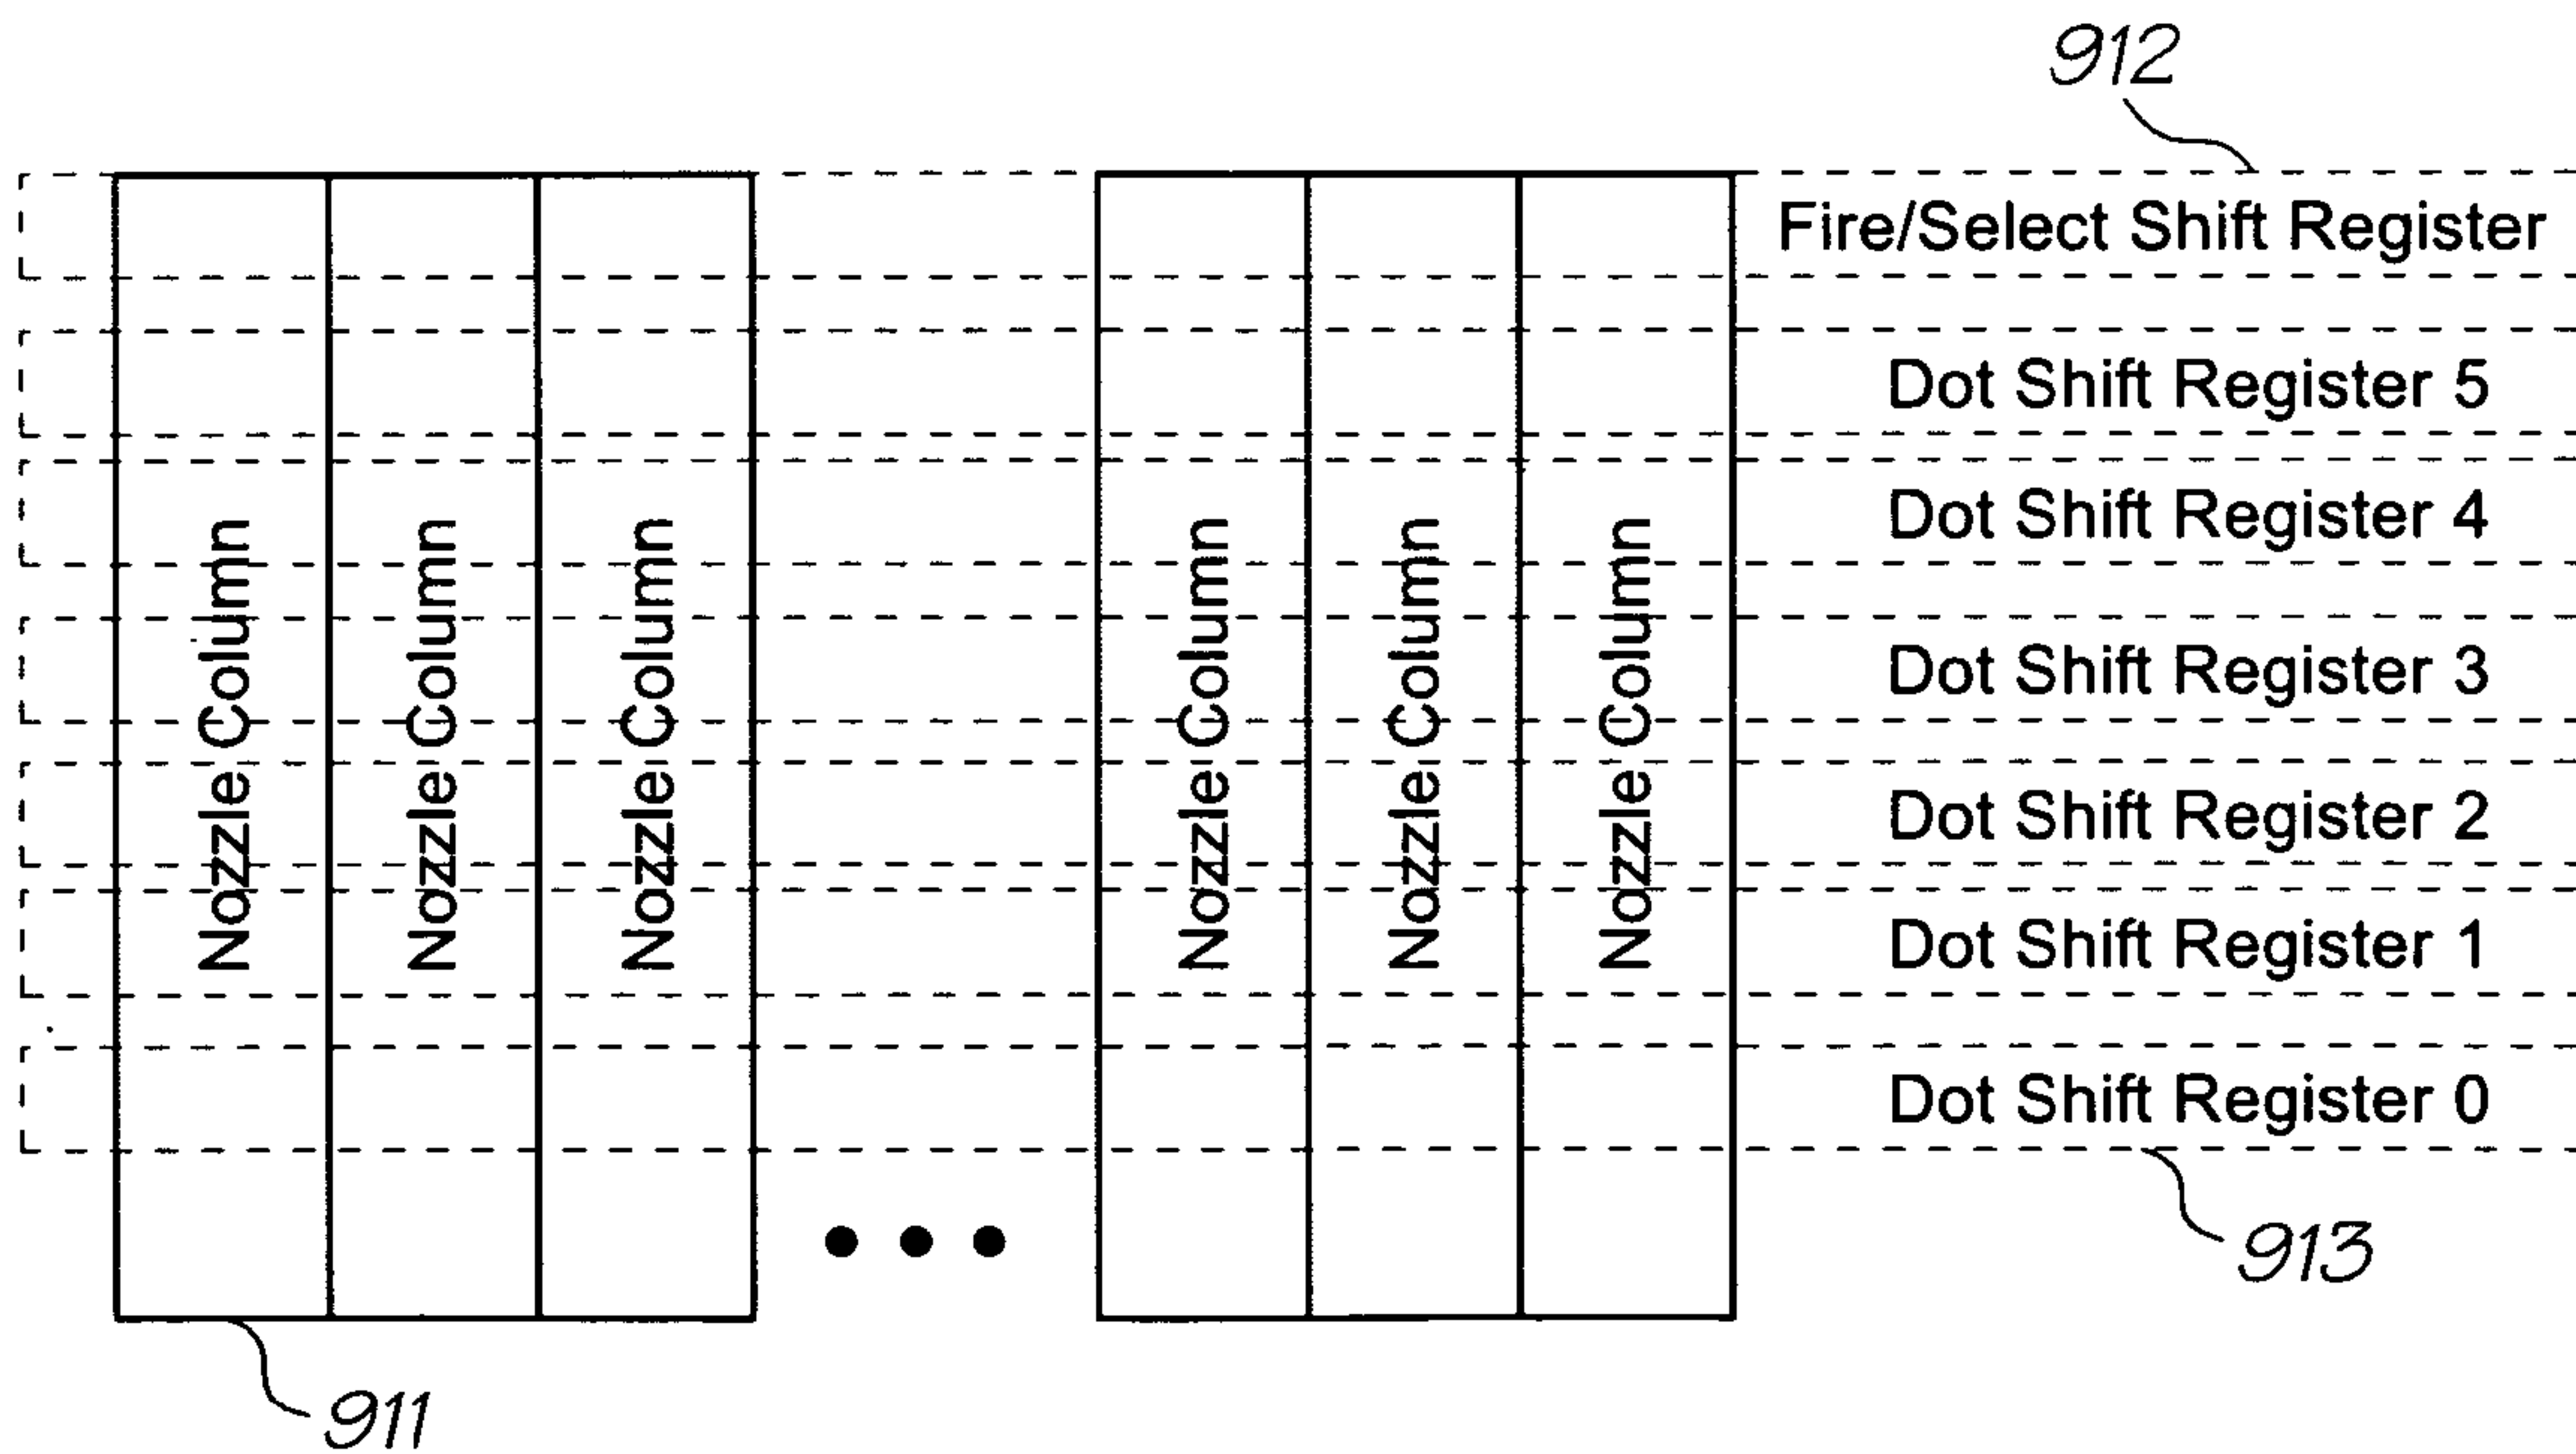 912
Fire/Select Shift Register
Dot Shift Register 5
Dot Shift Register 4
Dot Shift Register 3
Dot Shift Register 2
Dot Shift Register 1
Dot Shift Register 0
Nozzle Column
Nozzle Column
Nozzle Column
Nozzle Column
Nozzle Column
Nozzle Column
913
911